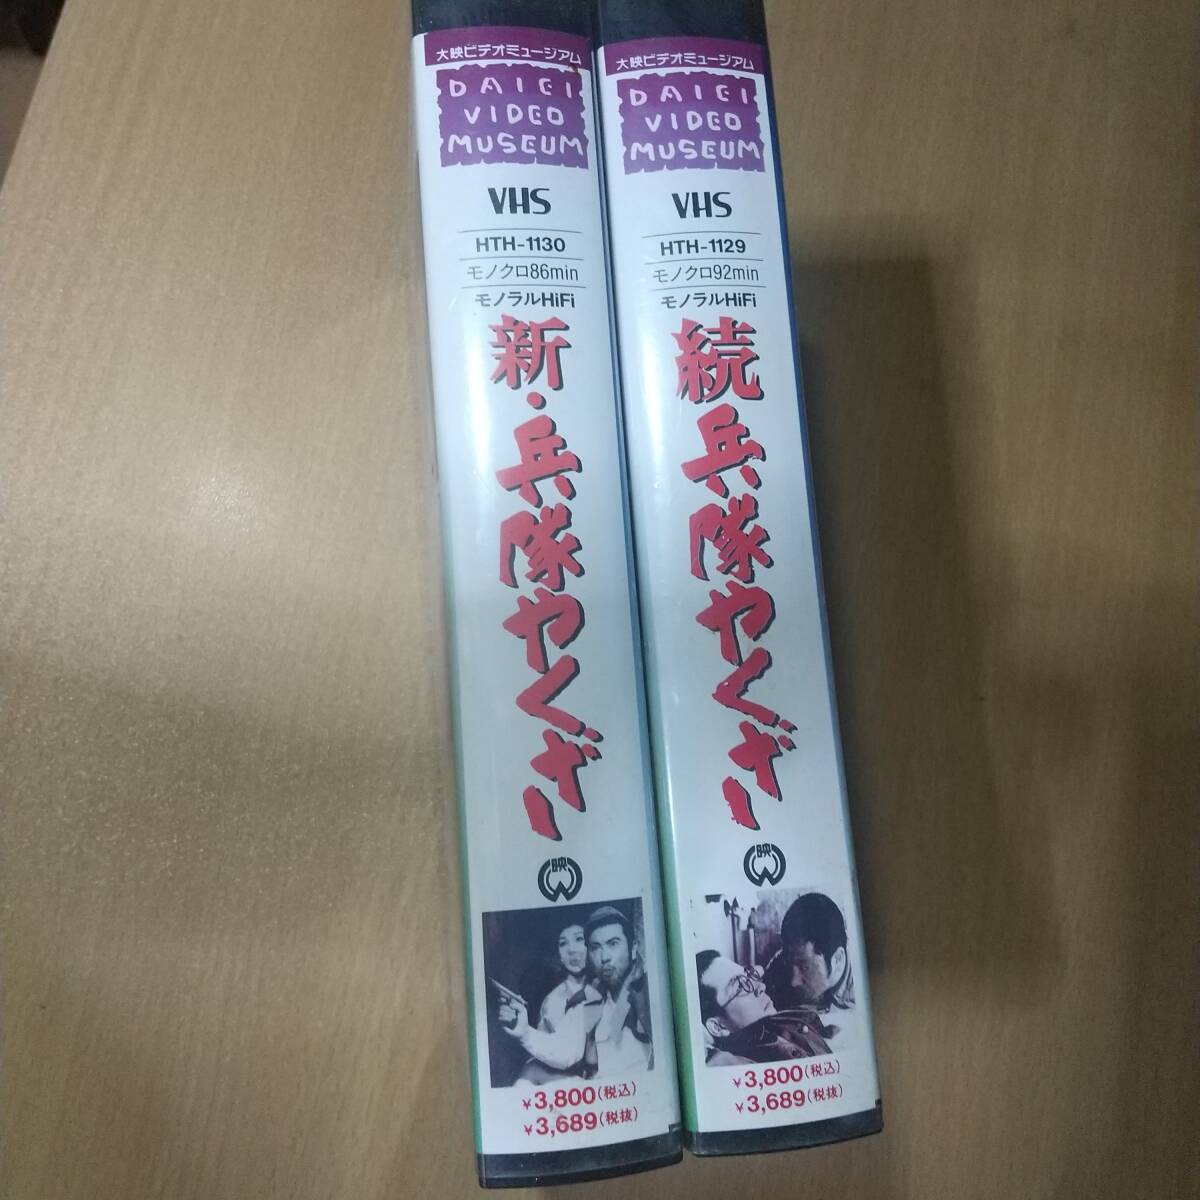 大映ビデオミュージアム
DAIEI
VIDEO
MUSEUM
VHS
HTH-1130
モノクロ86min
モノラルHiFi
新・兵隊やくざ
映
¥3,800(税込)
¥3,689(税抜)
大映ビデオミュージアム
DAIEI
VIDEO
MUSEUM
VHS
HTH-1129
モノクロ92min
モノラルHiFi
続兵隊やくざ
映
¥3,800(税込)
¥3,689(税抜)